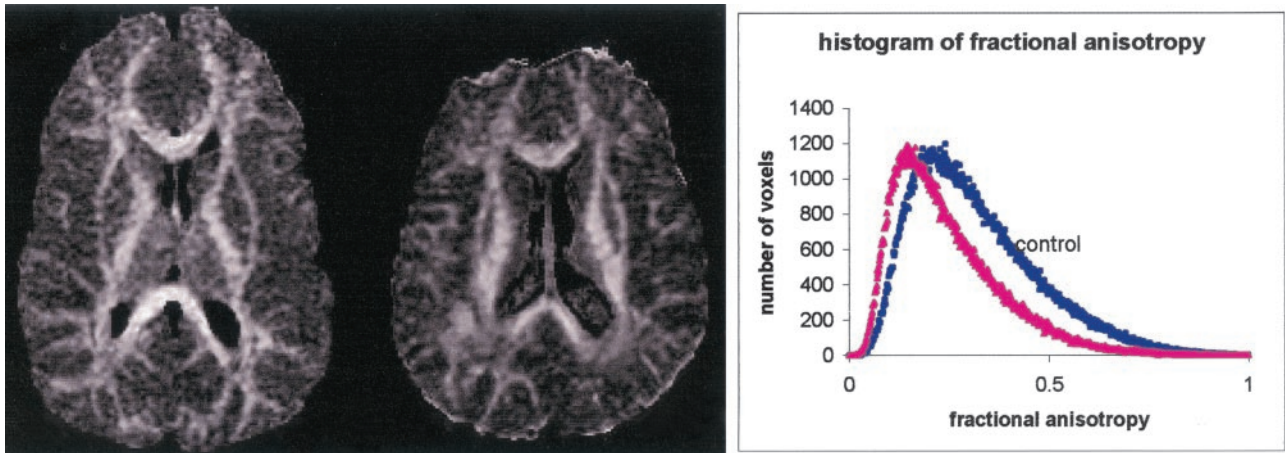 histogram of fractional anisotropy
1400
1200
1000
800
600
400
200
0
number of voxels
control
0 0.5 1
fractional anisotropy